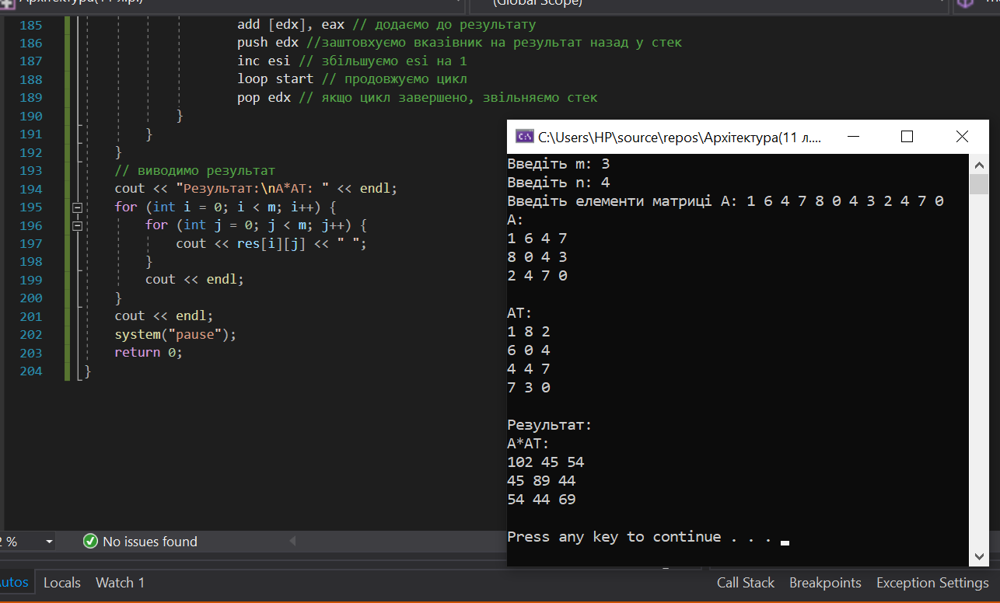 (Global Scope)
185 add [edx], eax // додаємо до результату
186 push edx //заштовхуємо вказівник на результат назад у стек
187 inc esi // збільшуємо esi на 1
188 loop start // продовжуємо цикл
189 pop edx // якщо цикл завершено, звільняємо стек
190 }
191 }
192 }
193 // виводимо результат
194 cout << "Результат:\nA*AT: " << endl;
195 for (int i = 0; i < m; i++) {
196 for (int j = 0; j < m; j++) {
197 cout << res[i][j] << " ";
198 }
199 cout << endl;
200 }
201 cout << endl;
202 system("pause");
203 return 0;
204 }
C:\Users\HP\source\repos\Архітектура(11 л....
Введіть m: 3
Введіть n: 4
Введіть елементи матриці A: 1 6 4 7 8 0 4 3 2 4 7 0
A:
1 6 4 7
8 0 4 3
2 4 7 0
AT:
1 8 2
6 0 4
4 4 7
7 3 0
Результат:
A*AT:
102 45 54
45 89 44
54 44 69
Press any key to continue . . .
%
No issues found
Autos Locals Watch 1
Call Stack Breakpoints Exception Settings